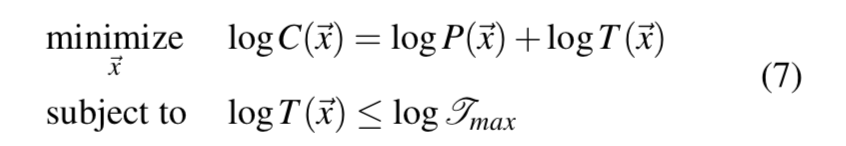 minimize log C(x⃗) = log P(x⃗) + log T(x⃗)
x⃗
(7)
subject to log T(x⃗) ≤ log 𝒯max